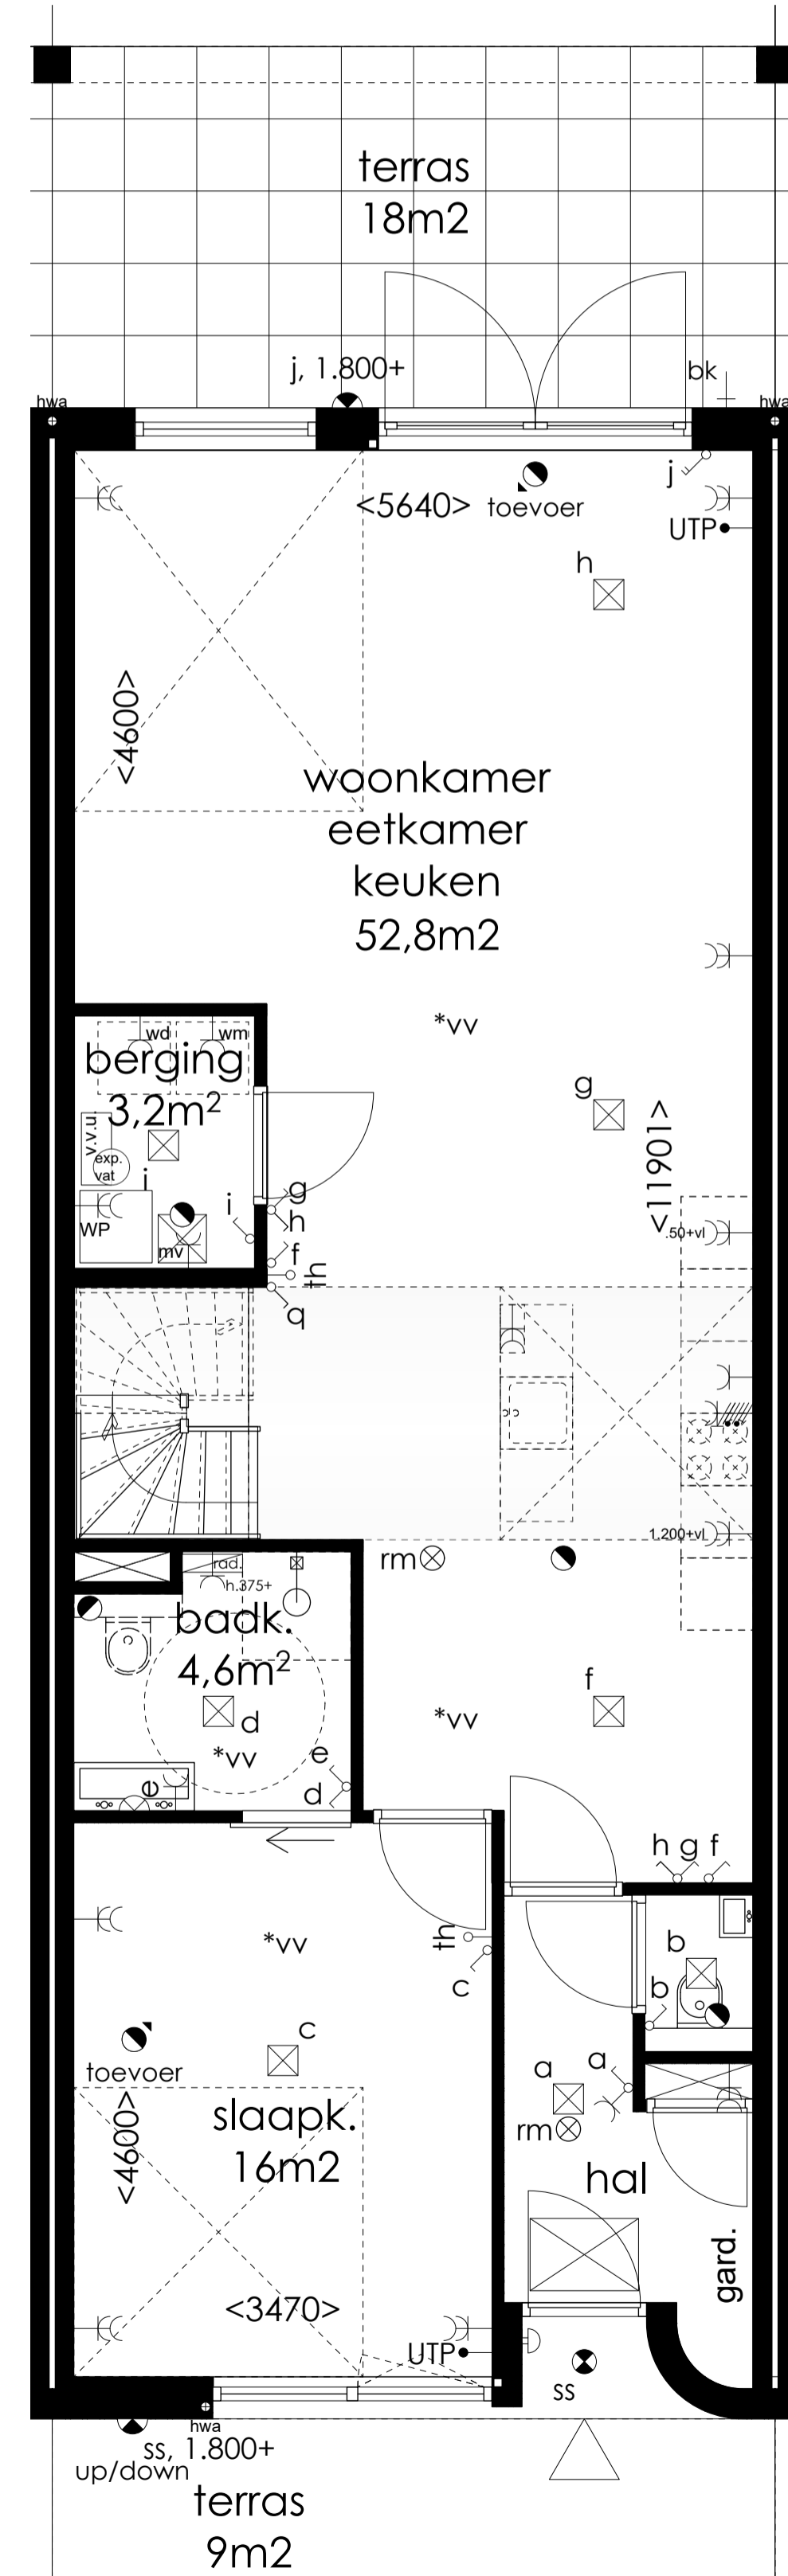 terras
18m2
j, 1.800+
bk
hwa
hwa
j
<5640>
toevoer
UTP
h
<4600>
woonkamer
eetkamer
keuken
52,8m2
*vv
wd
wm
berging
3,2m²
g
v.v.u.
exp.
vat
i
<11901>
WP
i
g
h
mv
f
th
q
.50+vl
1.200+vl
rm
rad.
h.375+
badk.
4,6m²
f
d
*vv
*vv
e
d
e
h g f
*vv
th
c
b
b
c
toevoer
a
a
rm
<4600>
slaapk.
16m2
hal
gard.
<3470>
UTP
ss
hwa
ss, 1.800+
up/down
terras
9m2